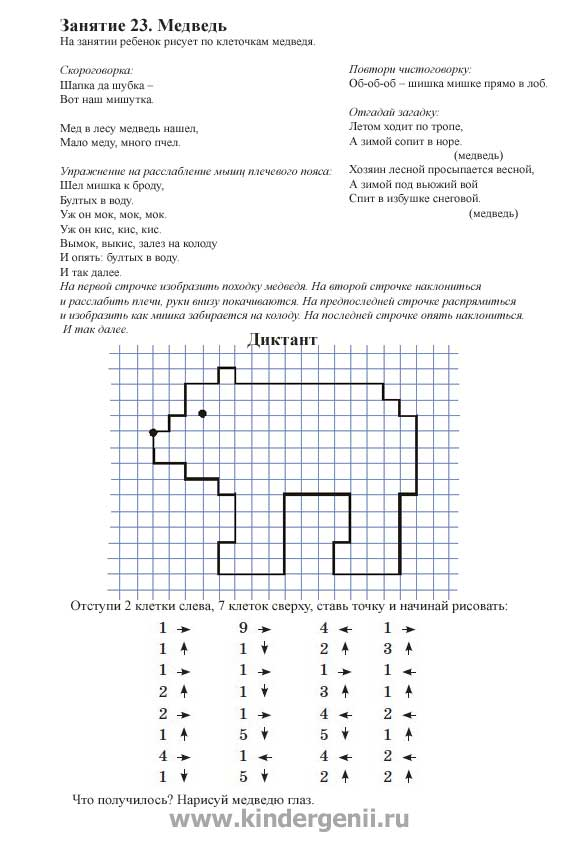 Занятие 23. Медведь
На занятии ребенок рисует по клеточкам медведя.
Скороговорка:
Шапка да шубка –
Вот наш мишутка.
Мед в лесу медведь нашел,
Мало меду, много пчел.
Упражнение на расслабление мышц плечевого пояса:
Шел мишка к броду,
Бултых в воду.
Уж он мок, мок, мок.
Уж он кис, кис, кис.
Вымок, выкис, залез на колоду
И опять: бултых в воду.
И так далее.
Повтори чистоговорку:
Об-об-об – шишка мишке прямо в лоб.
Отгадай загадку:
Летом ходит по тропе,
А зимой сопит в норе.
(медведь)
Хозяин лесной просыпается весной,
А зимой под вьюжий вой
Спит в избушке снеговой.
(медведь)
На первой строчке изобразить походку медведя. На второй строчке наклониться
и расслабить плечи, руки внизу покачиваются. На предпоследней строчке распрямиться
и изобразить как мишка забирается на колоду. На последней строчке опять наклониться.
И так далее.
Диктант
Отступи 2 клетки слева, 7 клеток сверху, ставь точку и начинай рисовать:
1 → 9 → 4 ← 1 →
1 ↑ 1 ↓ 2 ↑ 3 ↑
1 → 1 → 1 → 1 ←
2 ↑ 1 ↓ 3 ↑ 1 ↑
2 → 1 → 4 ← 2 ←
1 ↑ 5 ↓ 5 ↓ 1 ↑
4 → 1 ← 4 ← 2 ←
1 ↓ 5 ↓ 2 ↑ 2 ↑
Что получилось? Нарисуй медведю глаз.
www.kindergenii.ru